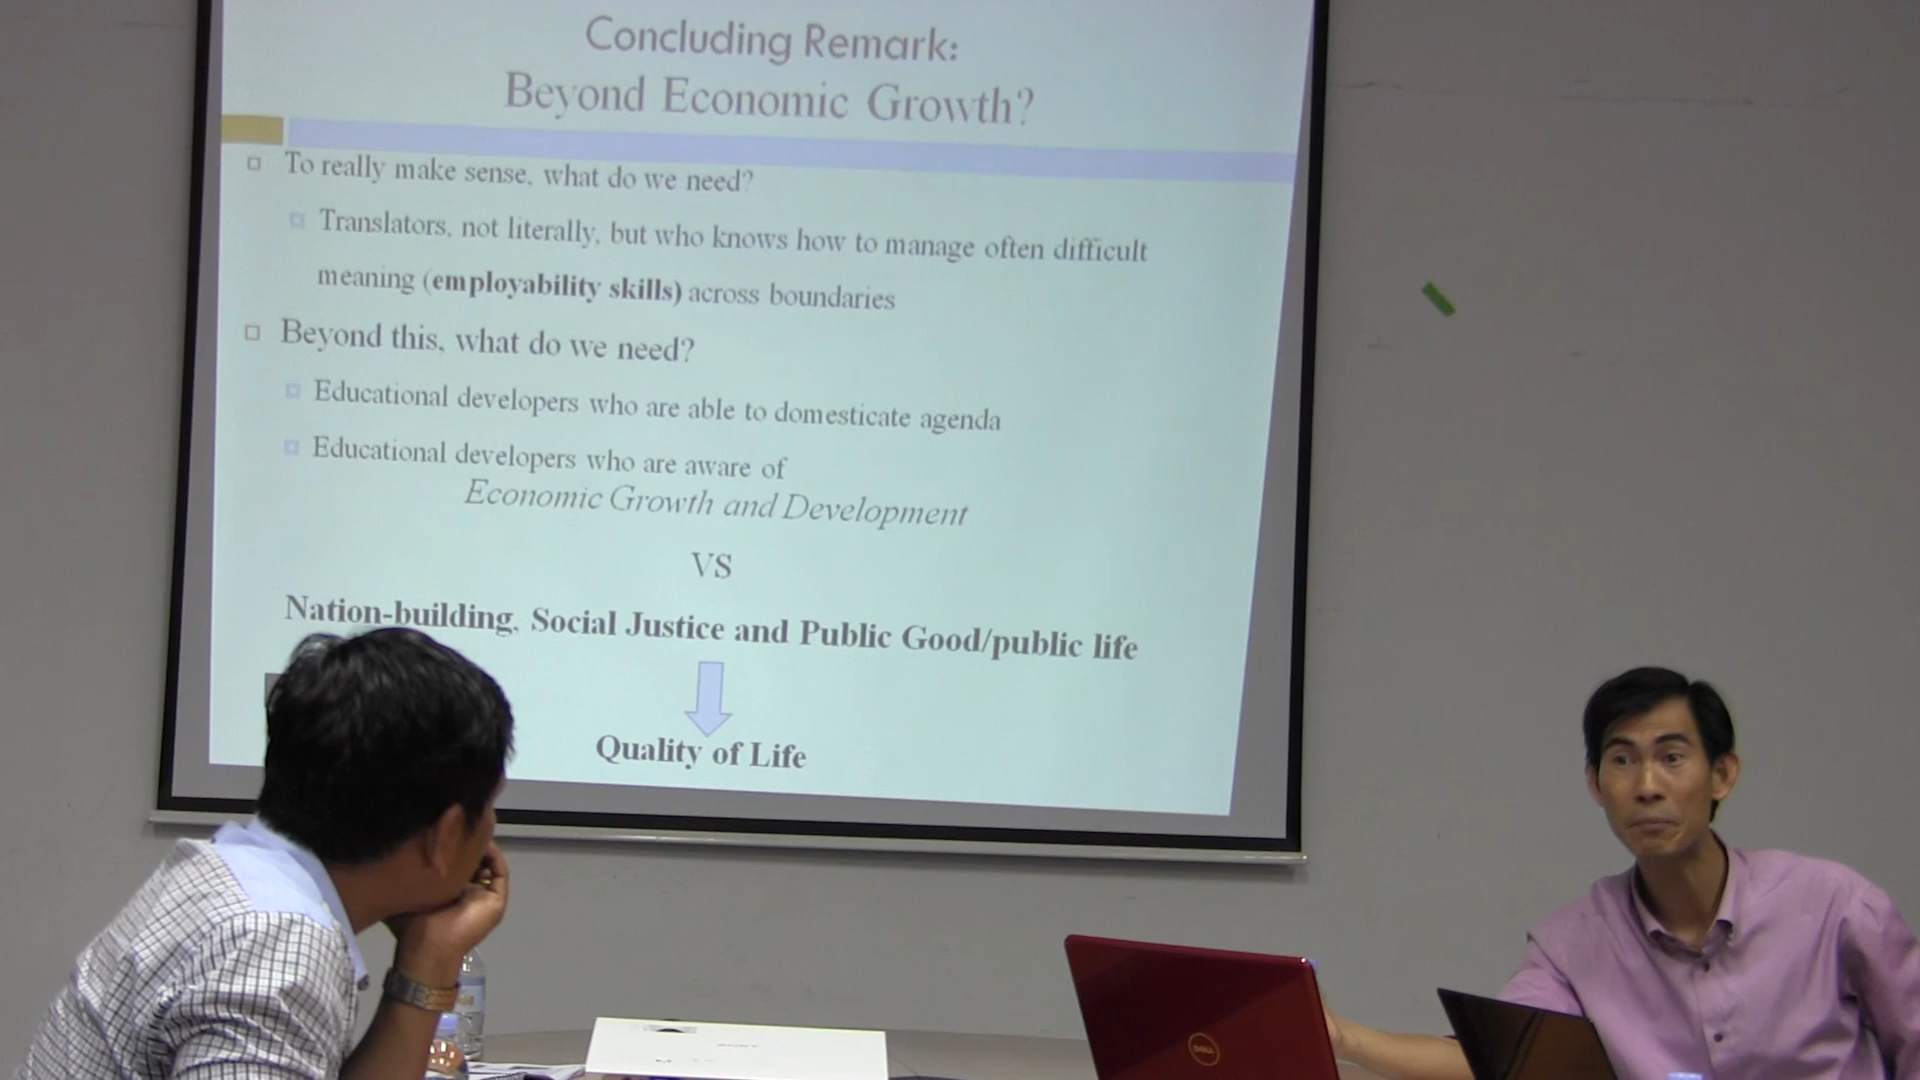 Concluding Remark:
Beyond Economic Growth?
To really make sense, what do we need?
Translators, not literally, but who knows how to manage often difficult
meaning (employability skills) across boundaries
Beyond this, what do we need?
Educational developers who are able to domesticate agenda
Educational developers who are aware of
Economic Growth and Development
VS
Nation-building, Social Justice and Public Good/public life
Quality of Life
DELL